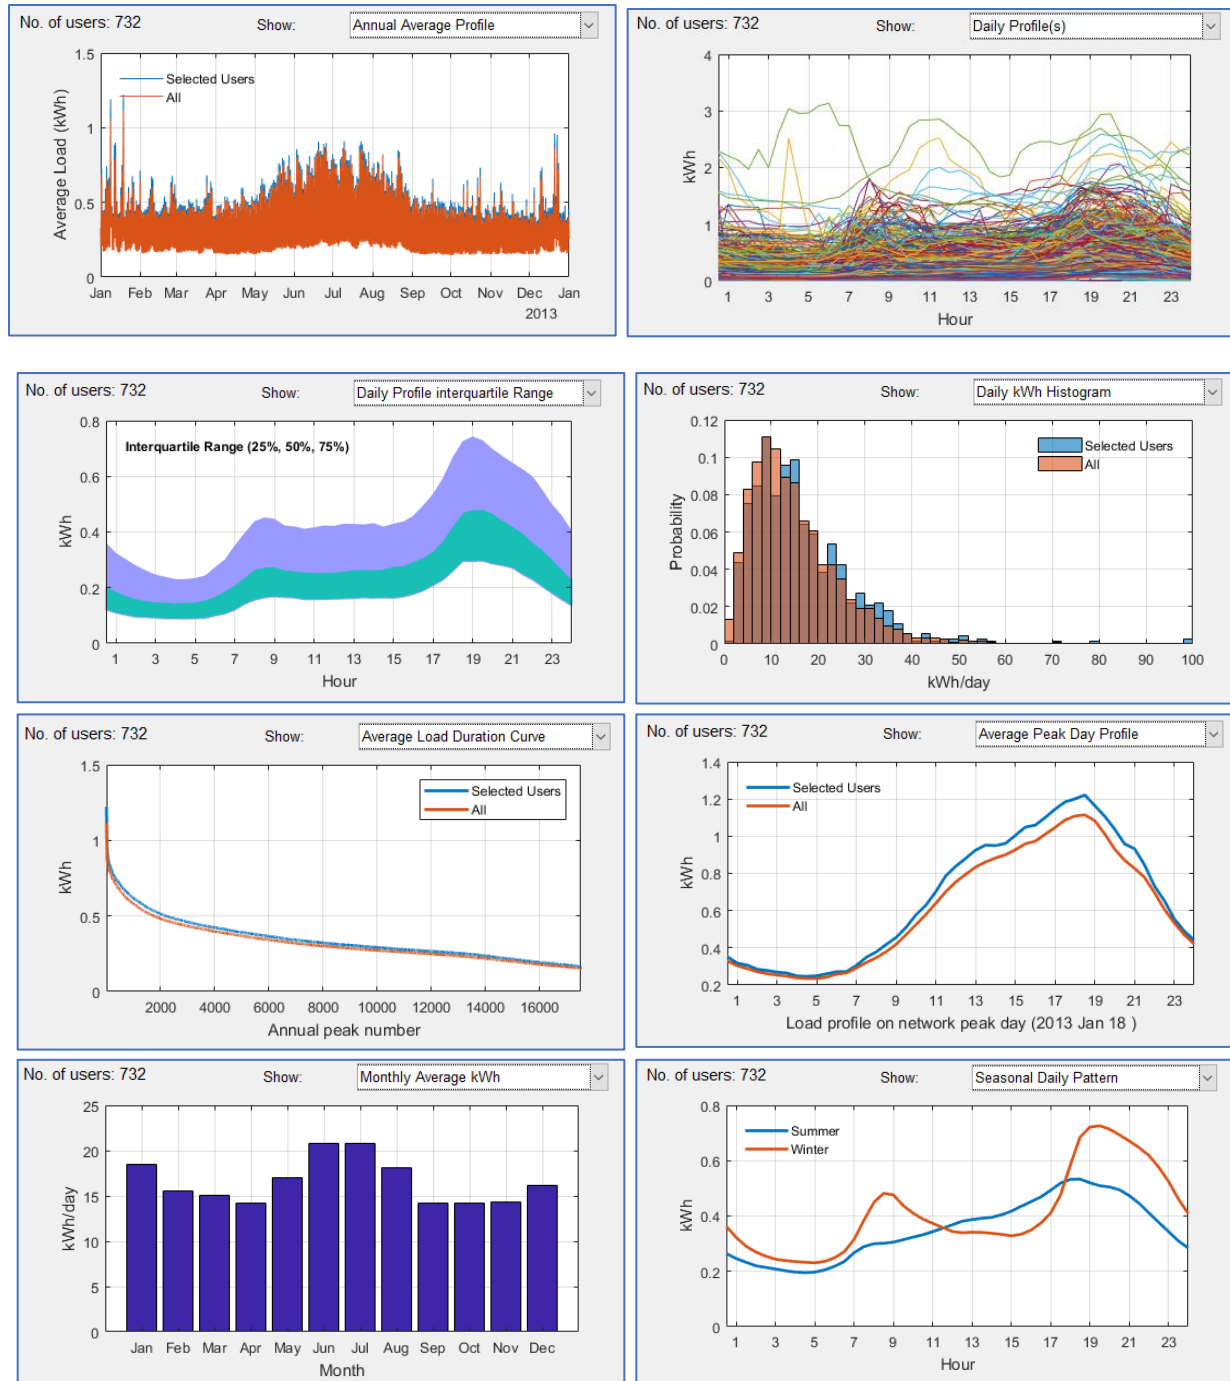 No. of users: 732 Show: Annual Average Profile
1.5
1
0.5
0
Average Load (kWh)
Selected Users
All
Jan Feb Mar Apr May Jun Jul Aug Sep Oct Nov Dec Jan
2013
No. of users: 732 Show: Daily Profile(s)
4
3
2
1
0
kWh
1 3 5 7 9 11 13 15 17 19 21 23
Hour
No. of users: 732 Show: Daily Profile interquartile Range
0.8
0.6
0.4
0.2
0
kWh
Interquartile Range (25%, 50%, 75%)
1 3 5 7 9 11 13 15 17 19 21 23
Hour
No. of users: 732 Show: Daily kWh Histogram
0.12
0.1
0.08
0.06
0.04
0.02
0
Probability
Selected Users
All
0 10 20 30 40 50 60 70 80 90 100
kWh/day
No. of users: 732 Show: Average Load Duration Curve
1.5
1
0.5
0
kWh
Selected Users
All
2000 4000 6000 8000 10000 12000 14000 16000
Annual peak number
No. of users: 732 Show: Average Peak Day Profile
1.4
1.2
1
0.8
0.6
0.4
0.2
kWh
Selected Users
All
1 3 5 7 9 11 13 15 17 19 21 23
Load profile on network peak day (2013 Jan 18 )
No. of users: 732 Show: Monthly Average kWh
25
20
15
10
5
0
kWh/day
Jan Feb Mar Apr May Jun Jul Aug Sep Oct Nov Dec
Month
No. of users: 732 Show: Seasonal Daily Pattern
0.8
0.6
0.4
0.2
0
kWh
Summer
Winter
1 3 5 7 9 11 13 15 17 19 21 23
Hour